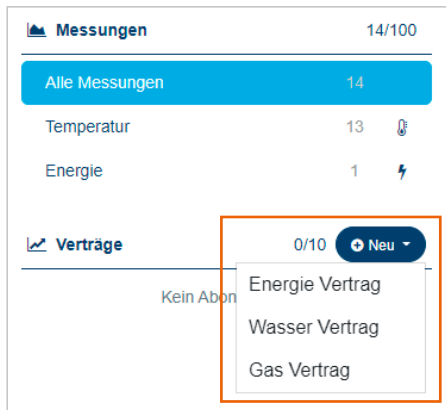 Messungen 14/100
Alle Messungen 14
Temperatur 13
Energie 1
Verträge 0/10 Neu
Kein Abon
Energie Vertrag
Wasser Vertrag
Gas Vertrag